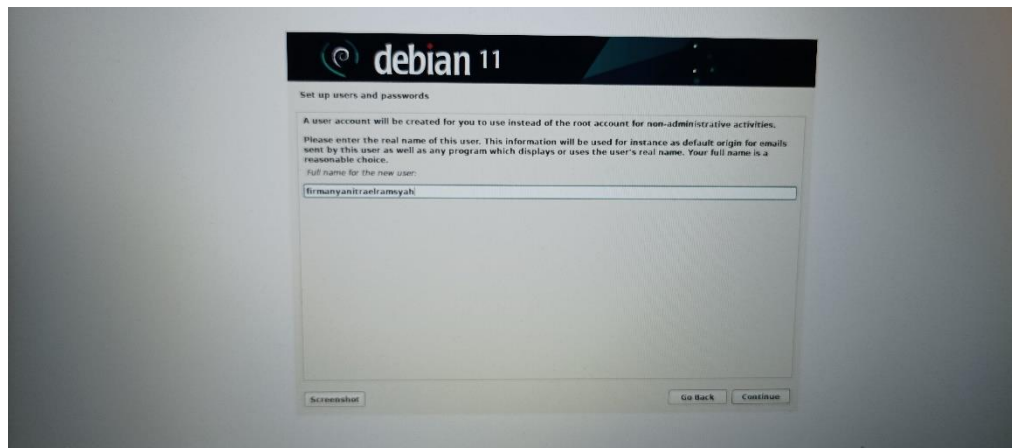 debian 11
Set up users and passwords
A user account will be created for you to use instead of the root account for non-administrative activities.
Please enter the real name of this user. This information will be used for instance as default origin for emails
sent by this user as well as any program which displays or uses the user's real name. Your full name is a
reasonable choice.
Full name for the new user:
firmanyanitraelramsyah
Screenshot
Go Back
Continue